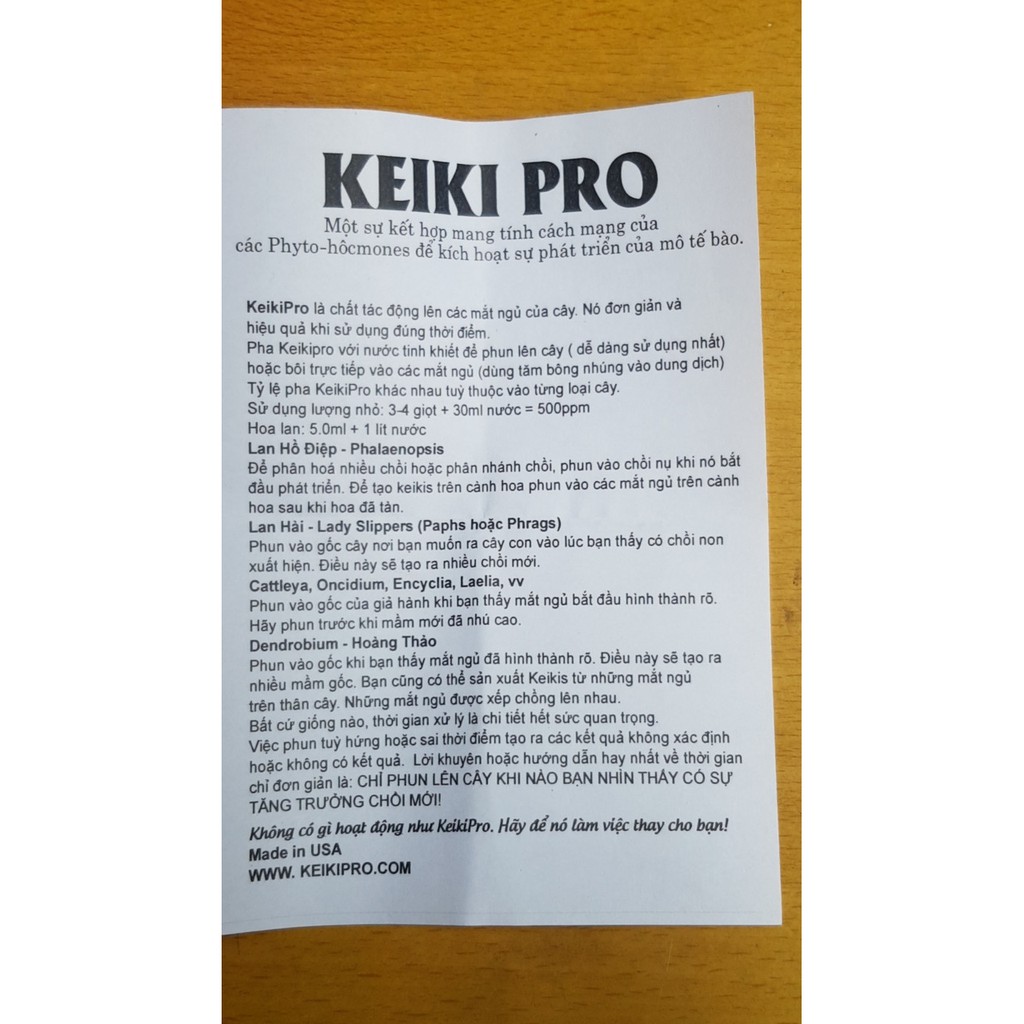 KEIKI PRO
Một sự kết hợp mang tính cách mạng của
các Phyto-hôcmones để kích hoạt sự phát triển của mô tế bào.
KeikiPro là chất tác động lên các mắt ngủ của cây. Nó đơn giản và
hiệu quả khi sử dụng đúng thời điểm.
Pha Keikipro với nước tinh khiết để phun lên cây ( dễ dàng sử dụng nhất)
hoặc bôi trực tiếp vào các mắt ngủ (dùng tăm bông nhúng vào dung dịch)
Tỷ lệ pha KeikiPro khác nhau tuỳ thuộc vào từng loại cây.
Sử dụng lượng nhỏ: 3-4 giọt + 30ml nước = 500ppm
Hoa lan: 5.0ml + 1 lít nước
Lan Hồ Điệp - Phalaenopsis
Để phân hoá nhiều chồi hoặc phân nhánh chồi, phun vào chồi nụ khi nó bắt
đầu phát triển. Để tạo keikis trên cành hoa phun vào các mắt ngủ trên cành
hoa sau khi hoa đã tàn.
Lan Hài - Lady Slippers (Paphs hoặc Phrags)
Phun vào gốc cây nơi bạn muốn ra cây con vào lúc bạn thấy có chồi non
xuất hiện. Điều này sẽ tạo ra nhiều chồi mới.
Cattleya, Oncidium, Encyclia, Laelia, vv
Phun vào gốc của giả hành khi bạn thấy mắt ngủ bắt đầu hình thành rõ.
Hãy phun trước khi mầm mới đã nhú cao.
Dendrobium - Hoàng Thảo
Phun vào gốc khi bạn thấy mắt ngủ đã hình thành rõ. Điều này sẽ tạo ra
nhiều mầm gốc. Bạn cũng có thể sản xuất Keikis từ những mắt ngủ
trên thân cây. Những mắt ngủ được xếp chồng lên nhau.
Bất cứ giống nào, thời gian xử lý là chi tiết hết sức quan trọng.
Việc phun tuỳ hứng hoặc sai thời điểm tạo ra các kết quả không xác định
hoặc không có kết quả. Lời khuyên hoặc hướng dẫn hay nhất về thời gian
chỉ đơn giản là: CHỈ PHUN LÊN CÂY KHI NÀO BẠN NHÌN THẤY CÓ SỰ
TĂNG TRƯỞNG CHỒI MỚI!
Không có gì hoạt động như KeikiPro. Hãy để nó làm việc thay cho bạn!
Made in USA
WWW. KEIKIPRO.COM